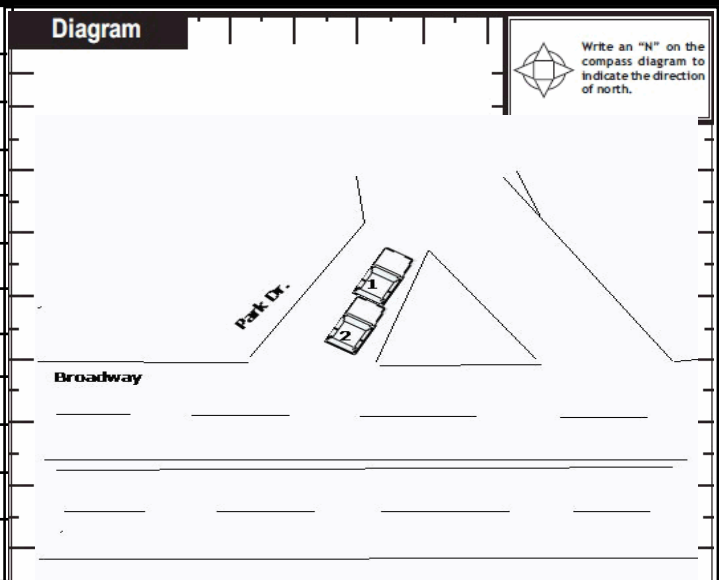 Diagram
Write an “N” on the
compass diagram to
indicate the direction
of north.
Park Dr.
1
2
Broadway